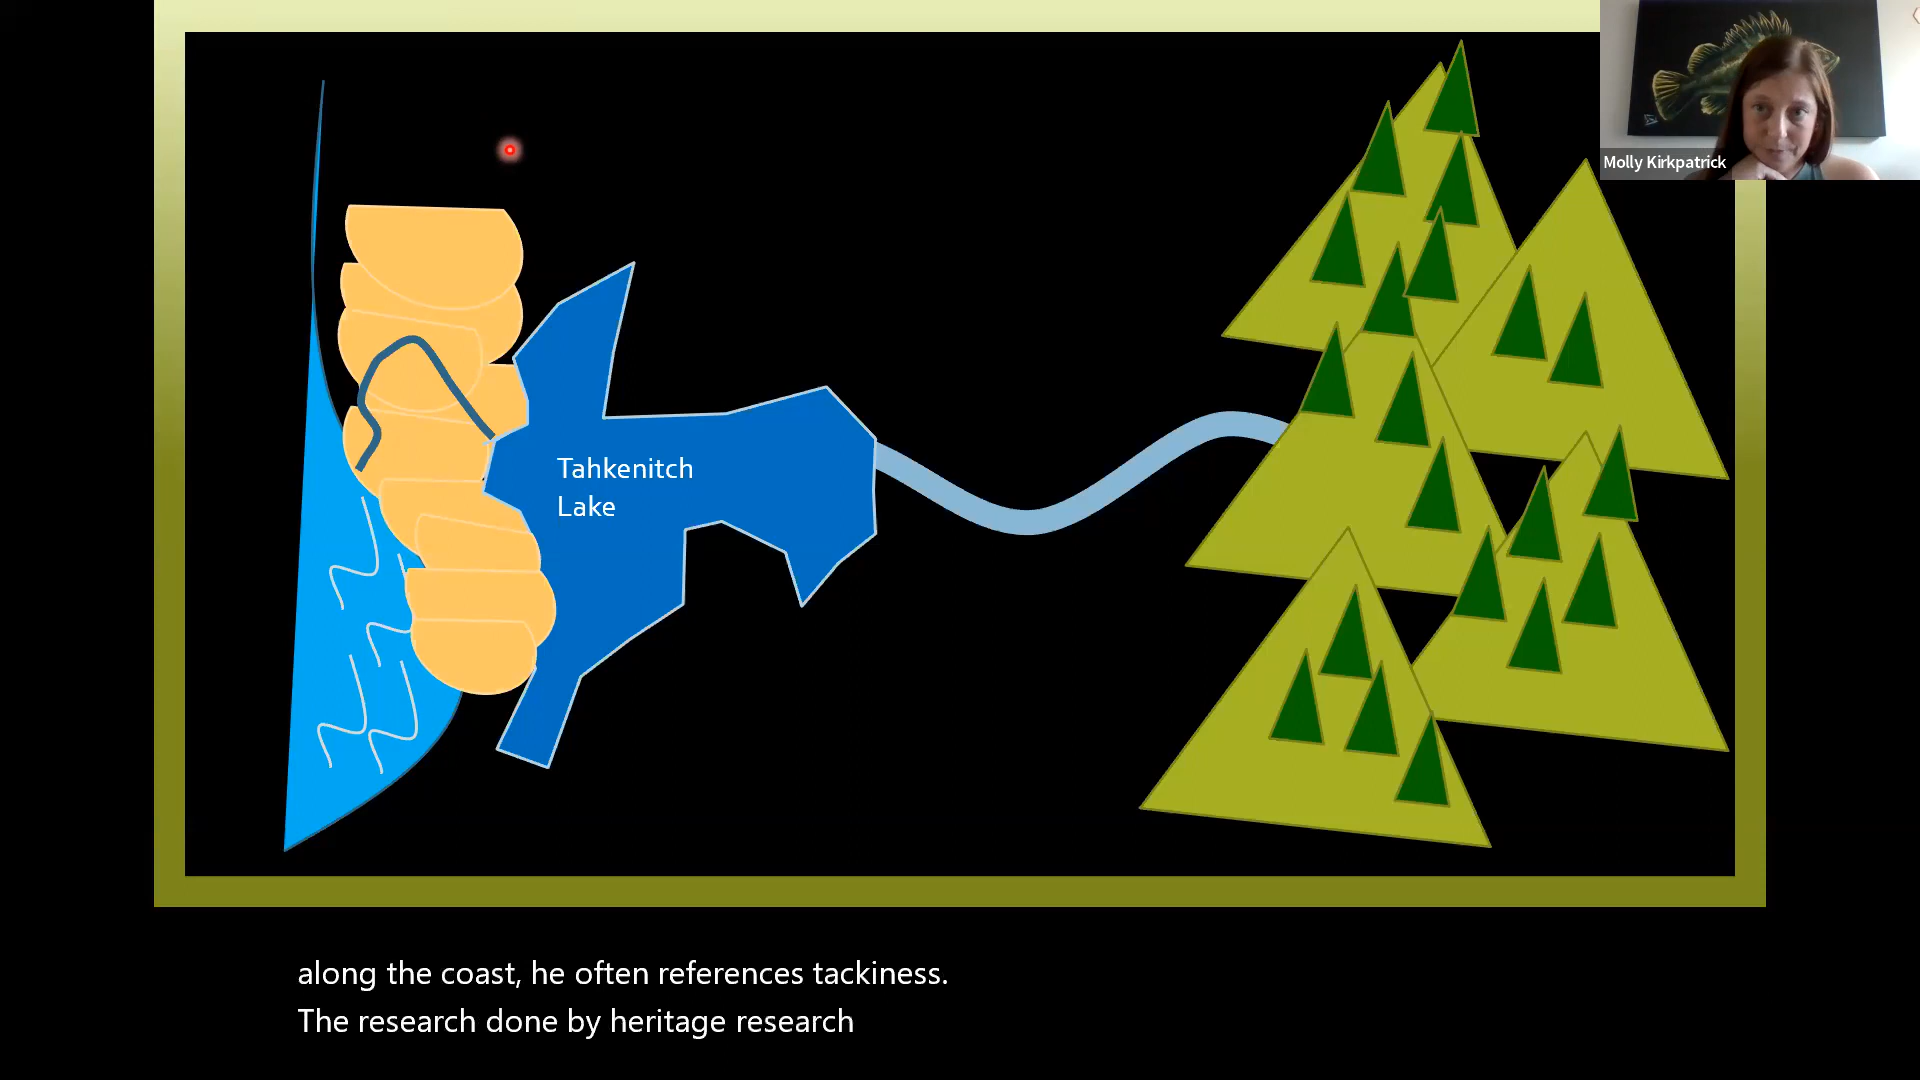 Molly Kirkpatrick
Tahkenitch
Lake
along the coast, he often references tackiness.
The research done by heritage research